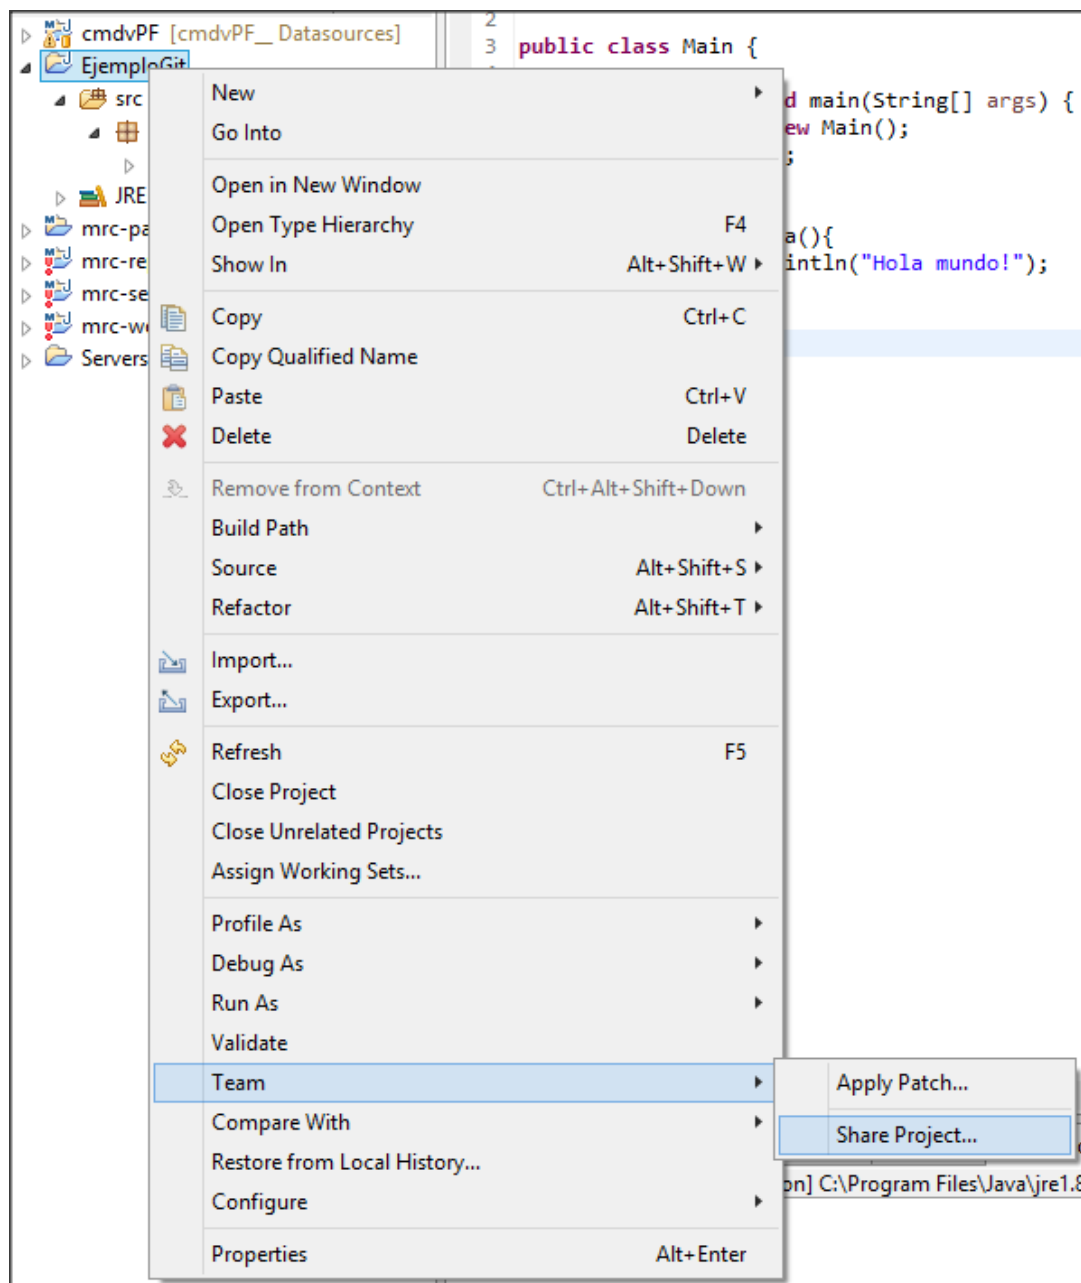 cmdvPF [cmdvPF_ Datasources]
EjemploGit
src
JRE
mrc-pa
mrc-re
mrc-se
mrc-w
Servers
2
3 public class Main {
d main(String[] args) {
ew Main();
;
a(){
intln("Hola mundo!");
New
Go Into
Open in New Window
Open Type Hierarchy F4
Show In Alt+Shift+W
Copy Ctrl+C
Copy Qualified Name
Paste Ctrl+V
Delete Delete
Remove from Context Ctrl+Alt+Shift+Down
Build Path
Source Alt+Shift+S
Refactor Alt+Shift+T
Import...
Export...
Refresh F5
Close Project
Close Unrelated Projects
Assign Working Sets...
Profile As
Debug As
Run As
Validate
Team
Compare With
Restore from Local History...
Configure
Properties Alt+Enter
Apply Patch...
Share Project...
on] C:\Program Files\Java\jre1.8